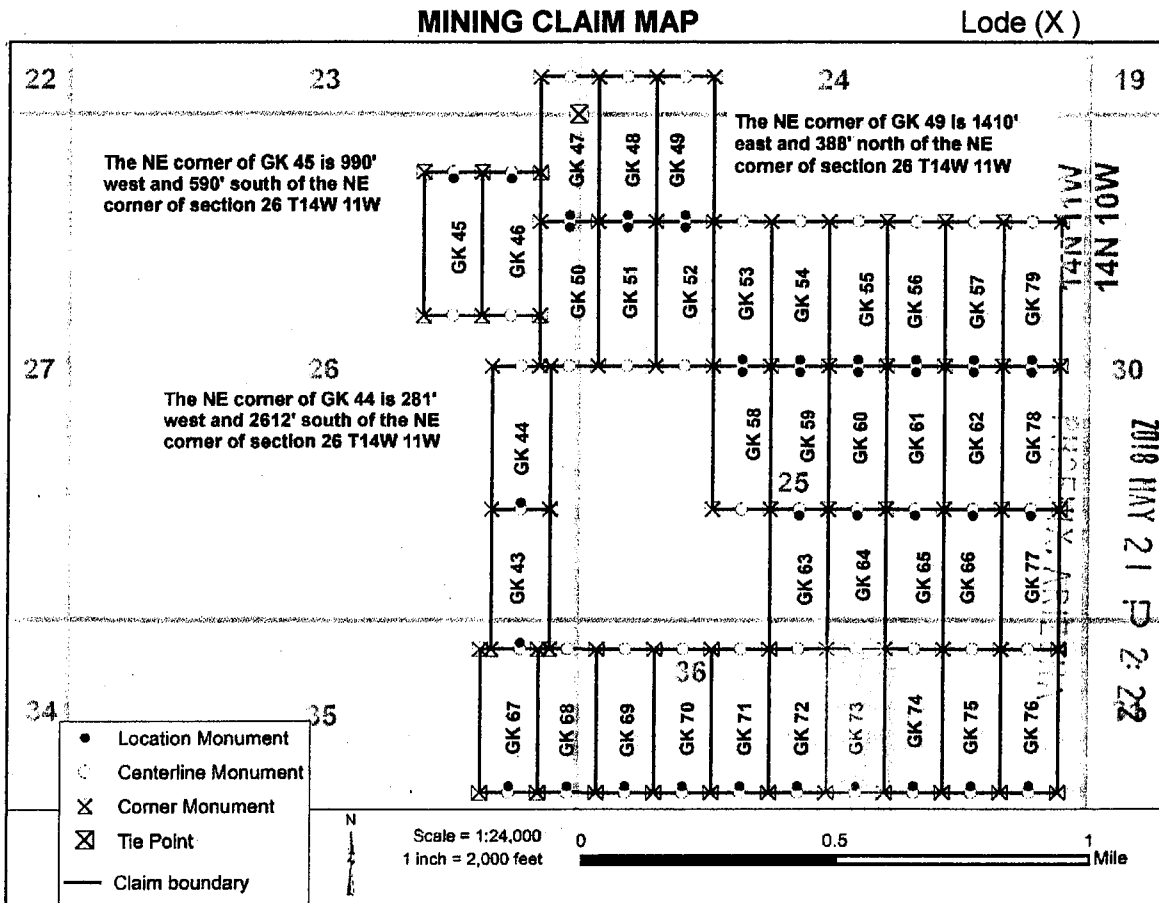 MINING CLAIM MAP
Lode (X )
22
23
24
19
The NE corner of GK 49 is 1410'
east and 388' north of the NE
corner of section 26 T14W 11W
The NE corner of GK 45 is 990'
west and 590' south of the NE
corner of section 26 T14W 11W
GK 47
GK 48
GK 49
14N 10W
GK 45
GK 46
GK 50
GK 51
GK 52
GK 53
GK 54
GK 55
GK 56
GK 57
GK 79
27
26
30
The NE corner of GK 44 is 281'
west and 2612' south of the NE
corner of section 26 T14W 11W
GK 44
GK 58
GK 59
GK 60
GK 61
GK 62
GK 78
25
2018 MAY 21 P 2: 22
GK 43
GK 63
GK 64
GK 65
GK 66
GK 77
36
34
35
GK 67
GK 68
GK 69
GK 70
GK 71
GK 72
GK 73
GK 74
GK 75
GK 76
Location Monument
Centerline Monument
Corner Monument
Tie Point
Claim boundary
N
Scale = 1:24,000
1 inch = 2,000 feet
0
0.5
1
Mile